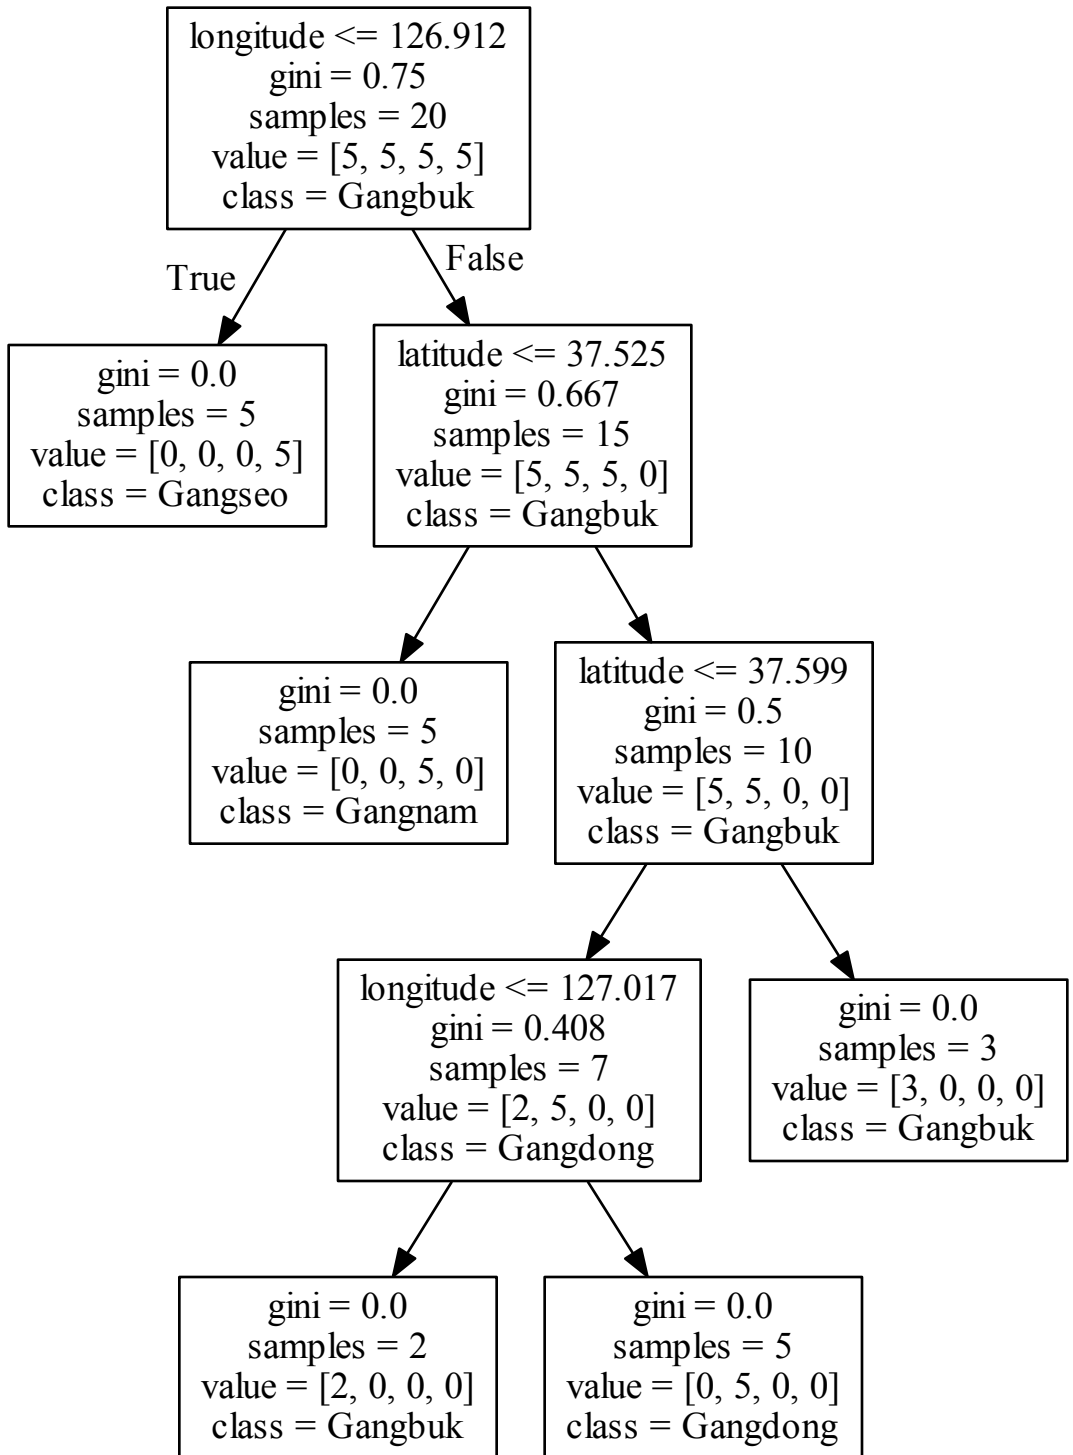 longitude <= 126.912
gini = 0.75
samples = 20
value = [5, 5, 5, 5]
class = Gangbuk
True
False
gini = 0.0
samples = 5
value = [0, 0, 0, 5]
class = Gangseo
latitude <= 37.525
gini = 0.667
samples = 15
value = [5, 5, 5, 0]
class = Gangbuk
gini = 0.0
samples = 5
value = [0, 0, 5, 0]
class = Gangnam
latitude <= 37.599
gini = 0.5
samples = 10
value = [5, 5, 0, 0]
class = Gangbuk
longitude <= 127.017
gini = 0.408
samples = 7
value = [2, 5, 0, 0]
class = Gangdong
gini = 0.0
samples = 3
value = [3, 0, 0, 0]
class = Gangbuk
gini = 0.0
samples = 2
value = [2, 0, 0, 0]
class = Gangbuk
gini = 0.0
samples = 5
value = [0, 5, 0, 0]
class = Gangdong